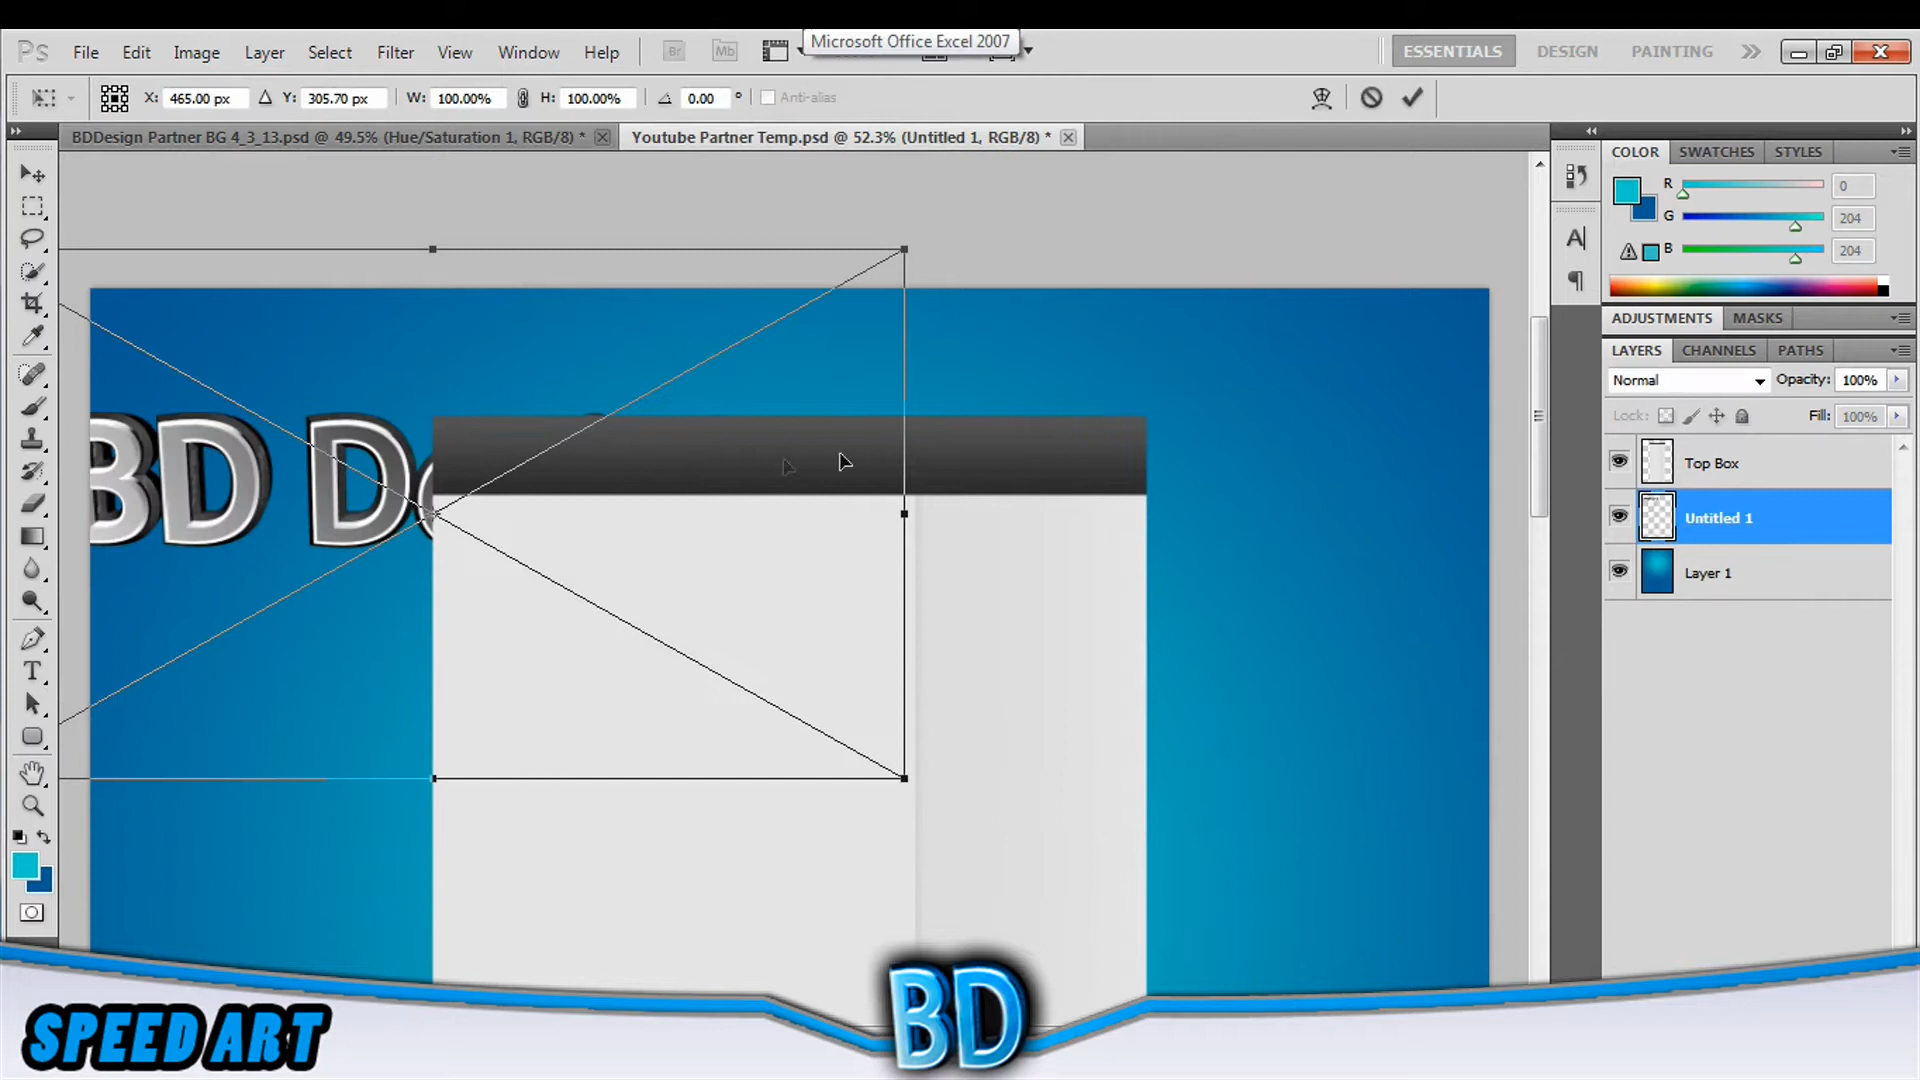 Microsoft Office Excel 2007
Ps File Edit Image Layer Select Filter View Window Help Br Mb ESSENTIALS DESIGN PAINTING
X: 465.00 px Y: 305.70 px W: 100.00% H: 100.00% 0.00 ° Anti-alias
BDDesign Partner BG 4_3_13.psd @ 49.5% (Hue/Saturation 1, RGB/8) * Youtube Partner Temp.psd @ 52.3% (Untitled 1, RGB/8) *
COLOR SWATCHES STYLES
R 0
G 204
B 204
ADJUSTMENTS MASKS
LAYERS CHANNELS PATHS
Normal Opacity: 100%
Lock: Fill: 100%
Top Box
Untitled 1
Layer 1
BD De
SPEED ART
BD